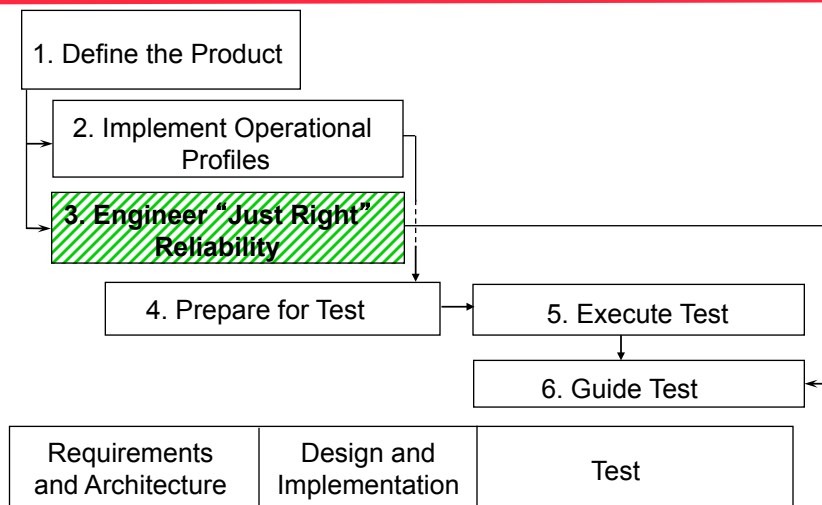 1. Define the Product
2. Implement Operational
Profiles
3. Engineer “Just Right”
Reliability
4. Prepare for Test
5. Execute Test
6. Guide Test
Requirements
and Architecture
Design and
Implementation
Test